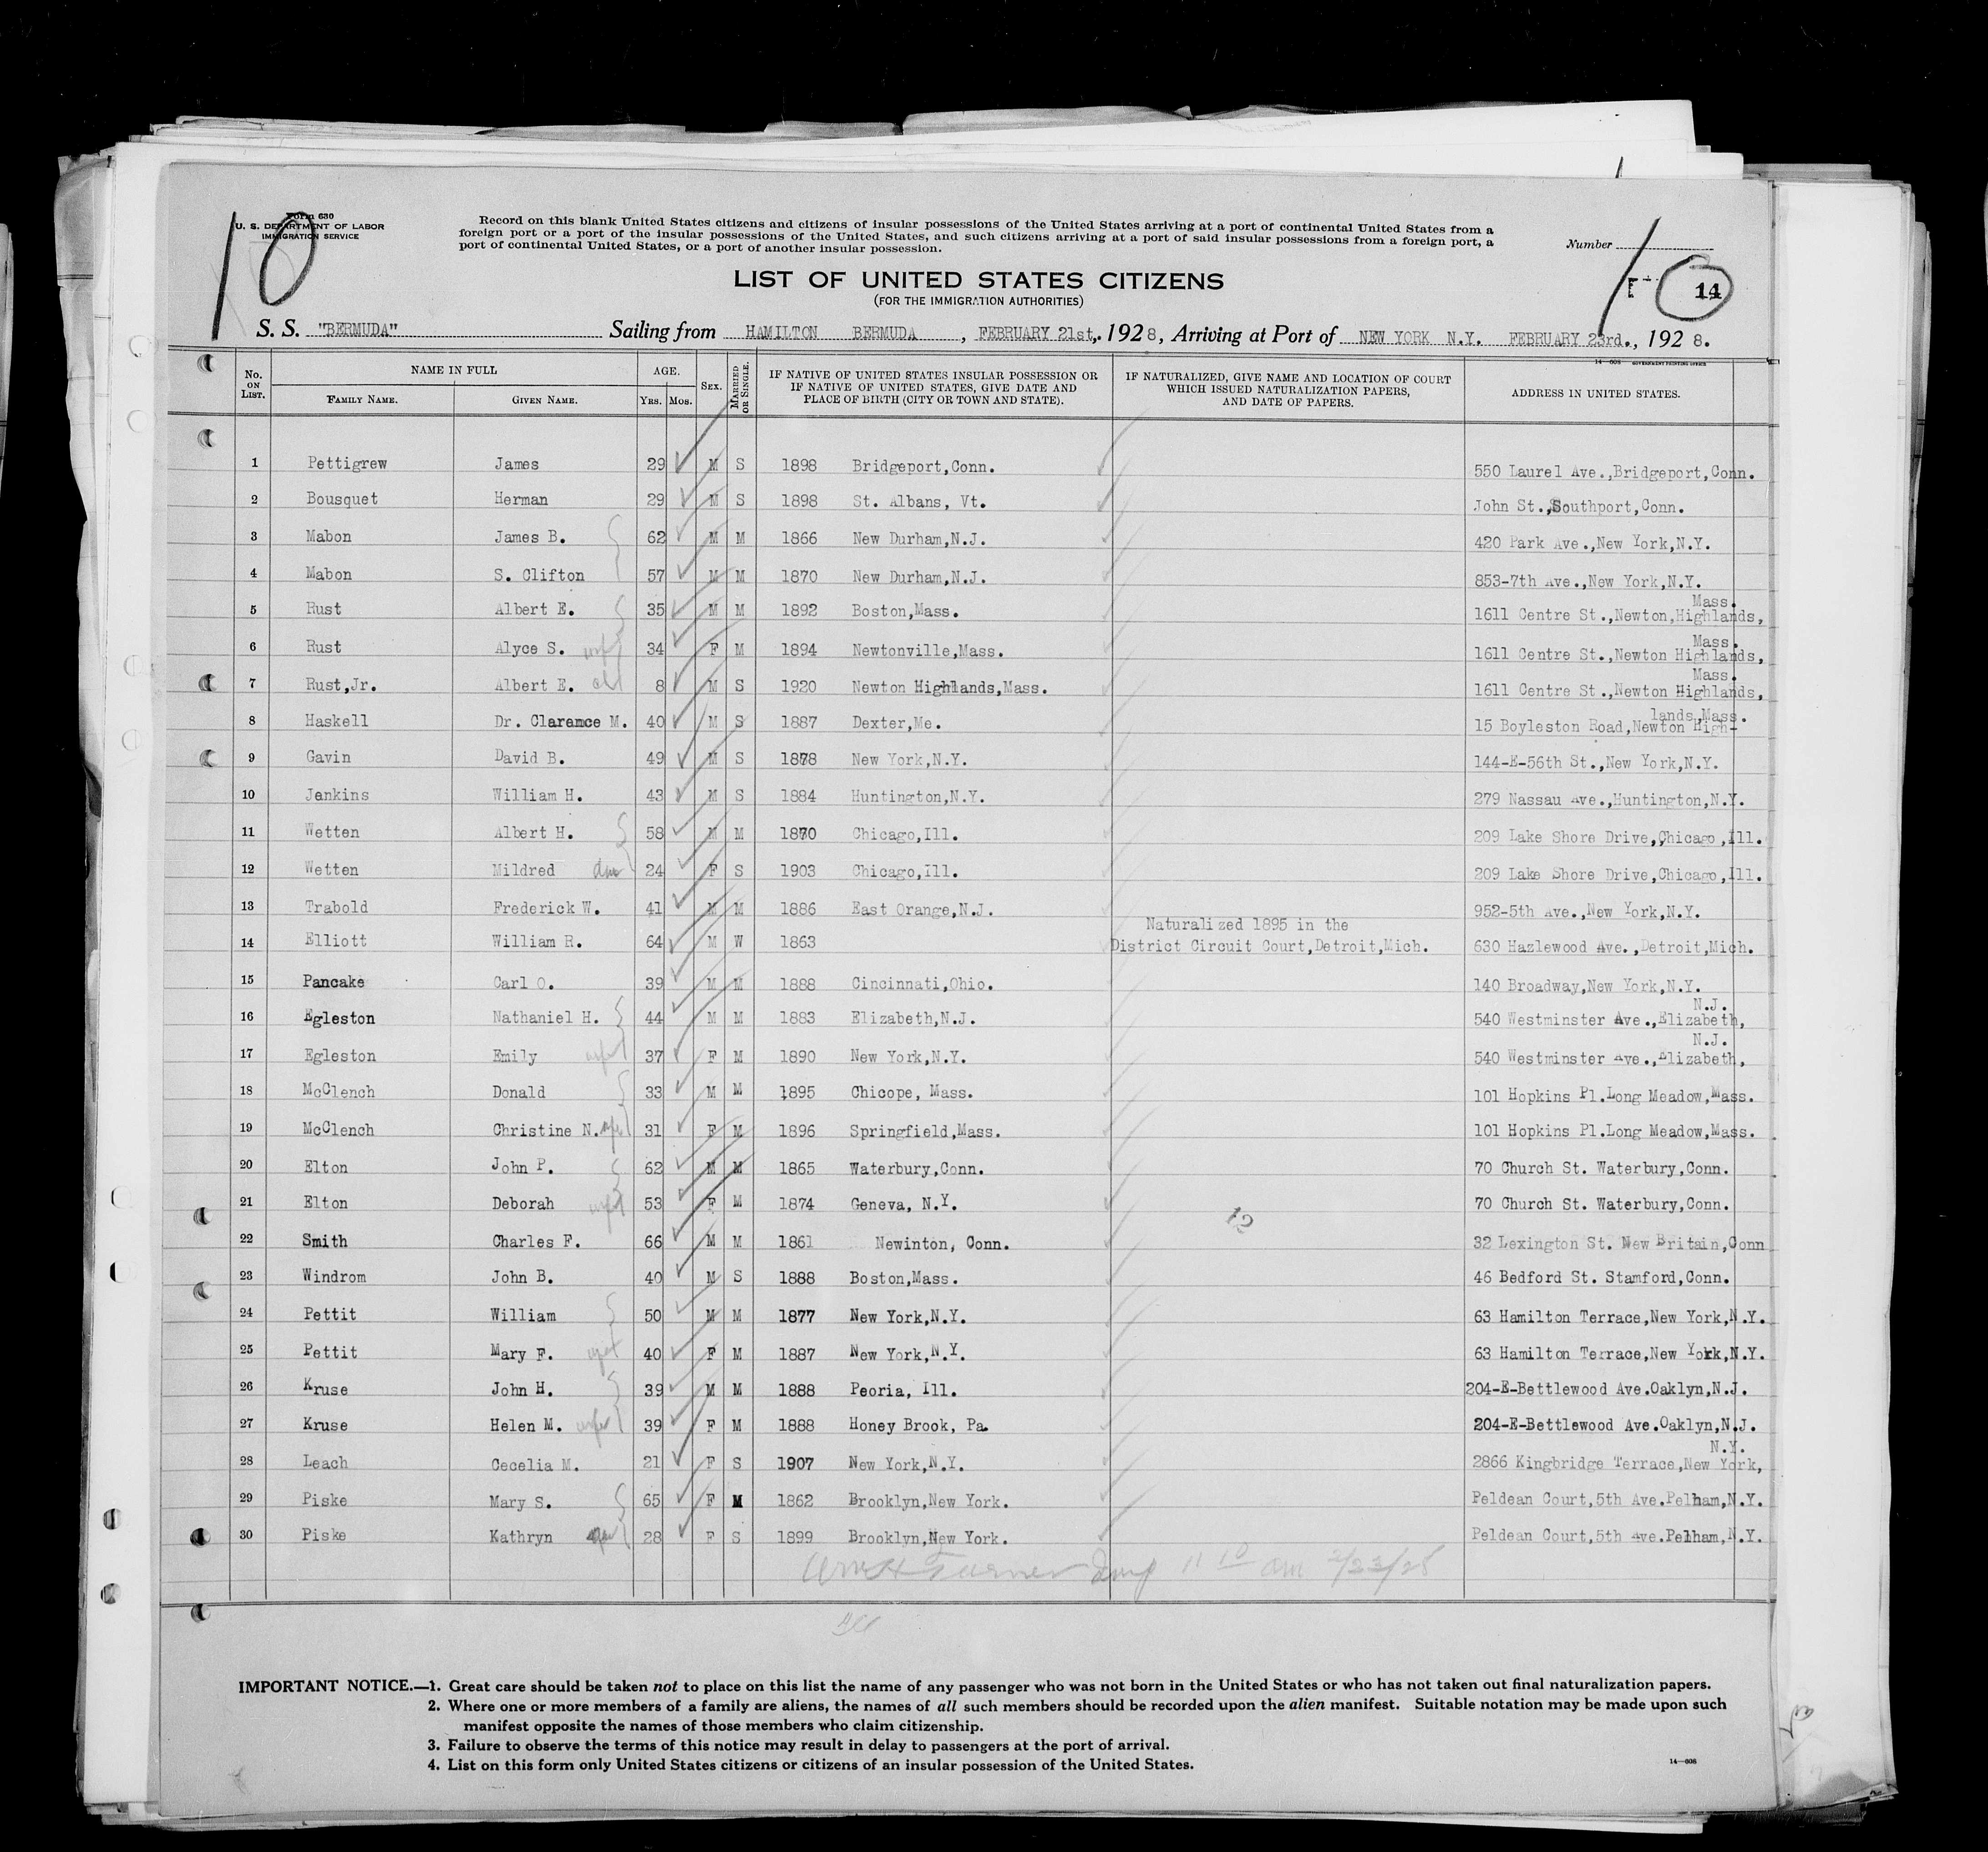 10
Form 630
U. S. DEPARTMENT OF LABOR
IMMIGRATION SERVICE
Record on this blank United States citizens and citizens of insular possessions of the United States arriving at a port of continental United States from a
foreign port or a port of the insular possessions of the United States, and such citizens arriving at a port of said insular possessions from a foreign port, a
port of continental United States, or a port of another insular possession.
Number
14
LIST OF UNITED STATES CITIZENS
(FOR THE IMMIGRATION AUTHORITIES)
S. S. "BERMUDA" Sailing from HAMILTON BERMUDA , FEBRUARY 21st,. 1928, Arriving at Port of NEW YORK N.Y. FEBRUARY 23rd., 1928.
14-608 GOVERNMENT PRINTING OFFICE
No. ON LIST. NAME IN FULL FAMILY NAME. GIVEN NAME. AGE. YRS. MOS. SEX. MARRIED OR SINGLE. IF NATIVE OF UNITED STATES INSULAR POSSESSION OR IF NATIVE OF UNITED STATES, GIVE DATE AND PLACE OF BIRTH (CITY OR TOWN AND STATE). IF NATURALIZED, GIVE NAME AND LOCATION OF COURT WHICH ISSUED NATURALIZATION PAPERS, AND DATE OF PAPERS. ADDRESS IN UNITED STATES.
1 Pettigrew James 29 M S 1898 Bridgeport,Conn. 550 Laurel Ave.,Bridgeport,Conn.
2 Bousquet Herman 29 M S 1898 St. Albans, Vt. John St.,Southport,Conn.
3 Mabon James B. 62 M M 1866 New Durham,N.J. 420 Park Ave.,New York,N.Y.
4 Mabon S. Clifton 57 M M 1870 New Durham,N.J. 853-7th Ave.,New York,N.Y.
5 Rust Albert E. 35 M M 1892 Boston,Mass. 1611 Centre St.,Newton,Highlands, Mass.
6 Rust Alyce S. wife 34 F M 1894 Newtonville,Mass. 1611 Centre St.,Newton Highlands, Mass.
7 Rust,Jr. Albert E. ch 8 M S 1920 Newton Highlands,Mass. 1611 Centre St.,Newton Highlands, Mass.
8 Haskell Dr. Clarence M. 40 M S 1887 Dexter,Me. 15 Boyleston Road,Newton High- lands,Mass.
9 Gavin David B. 49 M S 1878 New York,N.Y. 144-E-56th St.,New York,N.Y.
10 Jenkins William H. 43 M S 1884 Huntington,N.Y. 279 Nassau Ave.,Huntington,N.Y.
11 Wetten Albert H. 58 M M 1870 Chicago,Ill. 209 Lake Shore Drive,Chicago,Ill.
12 Wetten Mildred dau 24 F S 1903 Chicago,Ill. 209 Lake Shore Drive,Chicago,Ill.
13 Trabold Frederick W. 41 M M 1886 East Orange,N.J. 952-5th Ave.,New York,N.Y.
14 Elliott William R. 64 M W 1863 Naturalized 1895 in the District Circuit Court,Detroit,Mich. 630 Hazlewood Ave.,Detroit,Mich.
15 Pancake Carl O. 39 M M 1888 Cincinnati,Ohio. 140 Broadway,New York,N.Y.
16 Egleston Nathaniel H. 44 M M 1883 Elizabeth,N.J. 540 Westminster Ave.,Elizabeth, N.J.
17 Egleston Emily wife 37 F M 1890 New York,N.Y. 540 Westminster Ave.,Elizabeth, N.J.
18 McClench Donald 33 M M 1895 Chicope, Mass. 101 Hopkins Pl.Long Meadow,Mass.
19 McClench Christine N. wife 31 F M 1896 Springfield,Mass. 101 Hopkins Pl.Long Meadow,Mass.
20 Elton John P. 62 M M 1865 Waterbury,Conn. 70 Church St. Waterbury,Conn.
21 Elton Deborah wife 53 F M 1874 Geneva, N.Y. 70 Church St. Waterbury,Conn.
12
22 Smith Charles F. 66 M M 1861 Newinton, Conn. 32 Lexington St. New Britain,Conn
23 Windrom John B. 40 M S 1888 Boston,Mass. 46 Bedford St. Stamford,Conn.
24 Pettit William 50 M M 1877 New York,N.Y. 63 Hamilton Terrace,New York,N.Y.
25 Pettit Mary F. wife 40 F M 1887 New York,N.Y. 63 Hamilton Terrace,New York,N.Y.
26 Kruse John H. 39 M M 1888 Peoria, Ill. 204-E-Bettlewood Ave.Oaklyn,N.J.
27 Kruse Helen M. wife 39 F M 1888 Honey Brook, Pa. 204-E-Bettlewood Ave.Oaklyn,N.J.
28 Leach Cecelia M. 21 F S 1907 New York,N.Y. 2866 Kingbridge Terrace,New York, N.Y.
29 Piske Mary S. 65 F M 1862 Brooklyn,New York. Peldean Court,5th Ave.Pelham,N.Y.
30 Piske Kathryn 28 F S 1899 Brooklyn,New York. Peldean Court,5th Ave.Pelham,N.Y.
Wm H Turner Insp 11 10 am 2/23/28
IMPORTANT NOTICE.—1. Great care should be taken not to place on this list the name of any passenger who was not born in the United States or who has not taken out final naturalization papers.
2. Where one or more members of a family are aliens, the names of all such members should be recorded upon the alien manifest. Suitable notation may be made upon such
manifest opposite the names of those members who claim citizenship.
3. Failure to observe the terms of this notice may result in delay to passengers at the port of arrival.
4. List on this form only United States citizens or citizens of an insular possession of the United States.
14-608